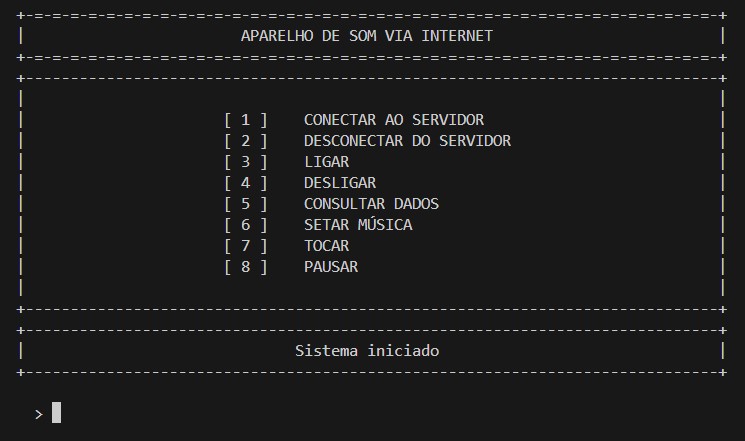 APARELHO DE SOM VIA INTERNET
[ 1 ] CONECTAR AO SERVIDOR
[ 2 ] DESCONECTAR DO SERVIDOR
[ 3 ] LIGAR
[ 4 ] DESLIGAR
[ 5 ] CONSULTAR DADOS
[ 6 ] SETAR MÚSICA
[ 7 ] TOCAR
[ 8 ] PAUSAR
Sistema iniciado
>